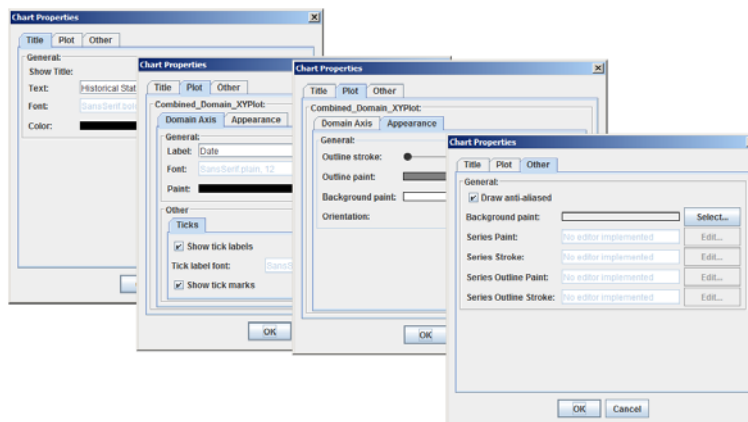 Chart Properties
Title Plot Other
General:
Show Title:
Text: Historical Stat
Font: SansSerif bol
Color:
Chart Properties
Title Plot Other
Combined_Domain_XYPlot:
Domain Axis Appearance
General:
Label: Date
Font: SansSerif plain, 12
Paint:
Other
Ticks
Show tick labels
Tick label font: SansS
Show tick marks
OK
Chart Properties
Title Plot Other
Combined_Domain_XYPlot:
Domain Axis Appearance
General:
Outline stroke:
Outline paint:
Background paint:
Orientation:
OK
Chart Properties
Title Plot Other
General:
Draw anti-aliased
Background paint: Select...
Series Paint: No editor implemented Edit...
Series Stroke: No editor implemented Edit...
Series Outline Paint: No editor implemented Edit...
Series Outline Stroke: No editor implemented Edit...
OK Cancel